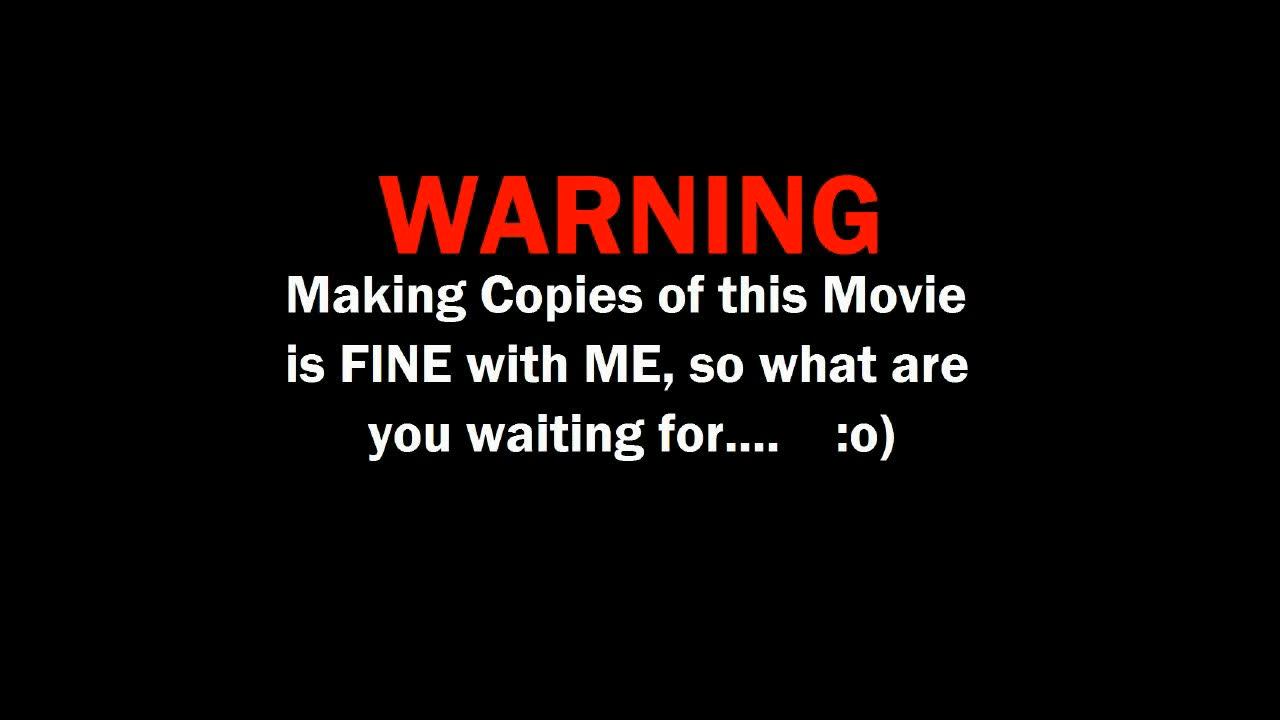 WARNING
Making Copies of this Movie
is FINE with ME, so what are
you waiting for.... :o)